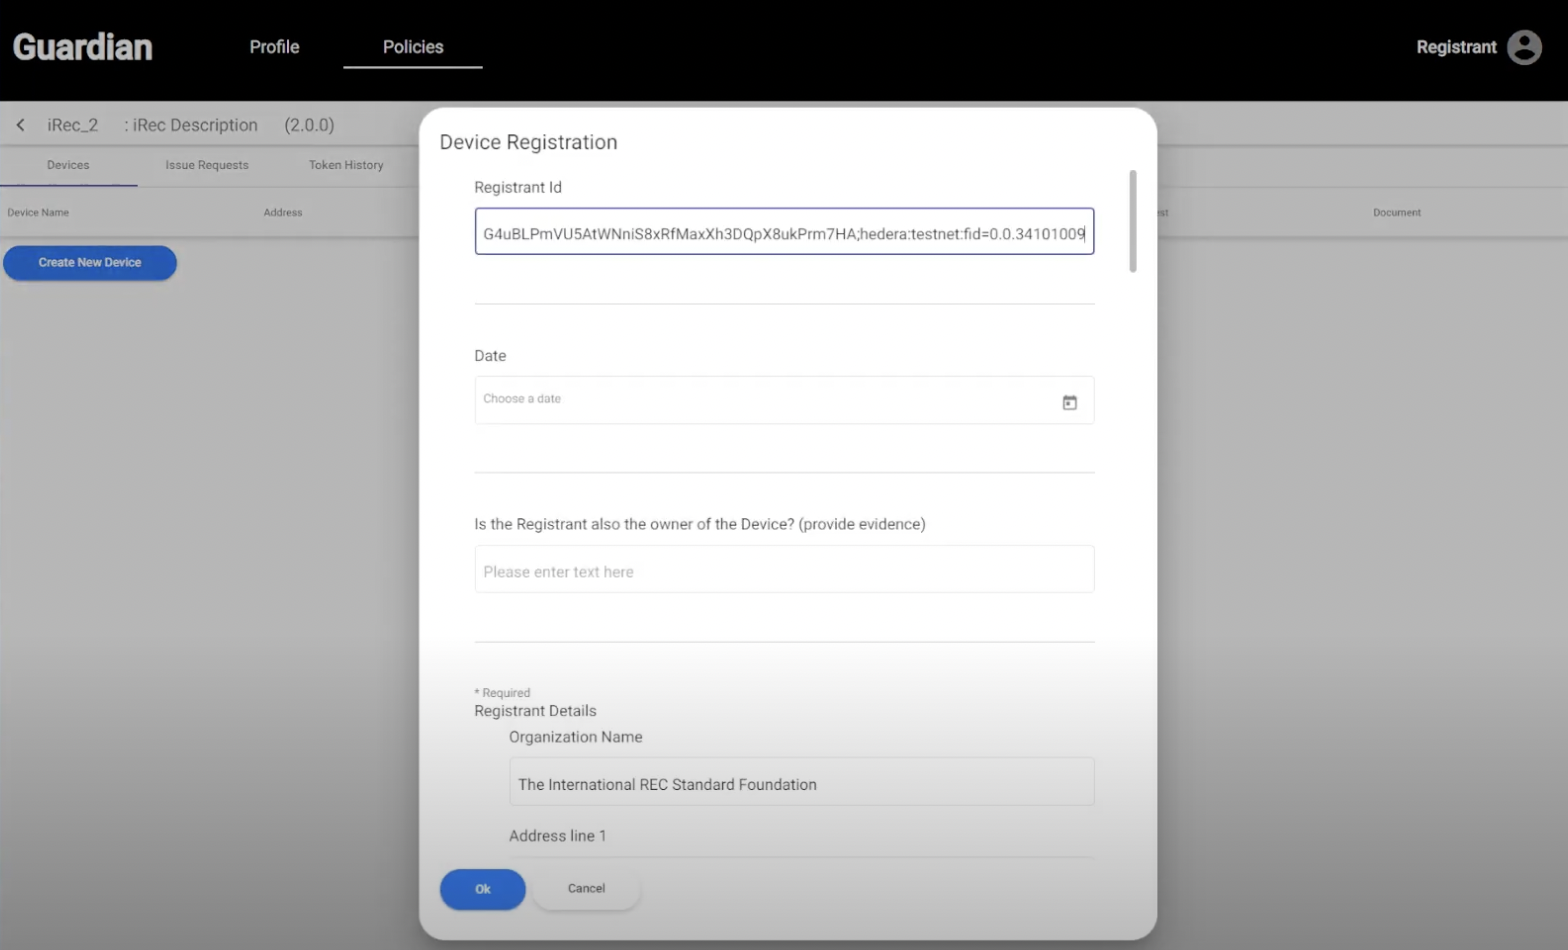 Guardian Profile Policies Registrant
iRec_2 : iRec Description (2.0.0)
Devices Issue Requests Token History
Device Name Address Document
Create New Device
Device Registration
Registrant Id
G4uBLPmVU5AtWNniS8xRfMaxXh3DQpX8ukPrm7HA;hedera:testnet:fid=0.0.34101009
Date
Choose a date
Is the Registrant also the owner of the Device? (provide evidence)
Please enter text here
* Required
Registrant Details
Organization Name
The International REC Standard Foundation
Address line 1
Ok Cancel